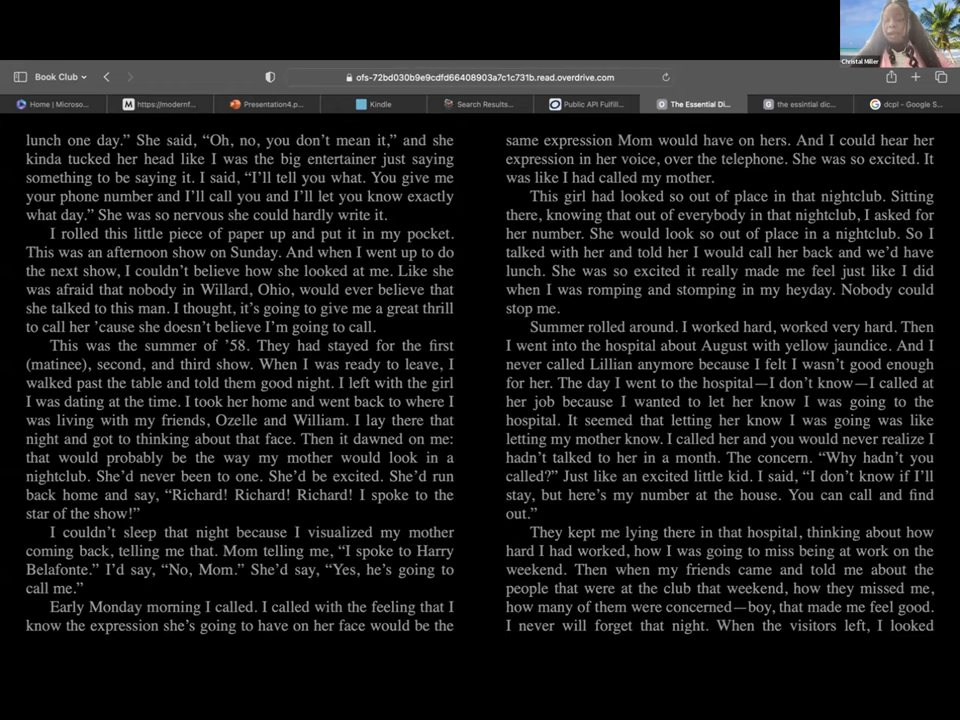 Christal Miller
Book Club
ofs-72bd030b9e9cdfd66408903a7c1c731b.read.overdrive.com
Home | Microso...
M https://modernf...
Presentation4.p...
Kindle
Search Results...
Public API Fulfill...
The Essential Di...
G the essintial dic...
G dcpl - Google S...
lunch one day.” She said, “Oh, no, you don’t mean it,” and she
kinda tucked her head like I was the big entertainer just saying
something to be saying it. I said, “I’ll tell you what. You give me
your phone number and I’ll call you and I’ll let you know exactly
what day.” She was so nervous she could hardly write it.
I rolled this little piece of paper up and put it in my pocket.
This was an afternoon show on Sunday. And when I went up to do
the next show, I couldn’t believe how she looked at me. Like she
was afraid that nobody in Willard, Ohio, would ever believe that
she talked to this man. I thought, it’s going to give me a great thrill
to call her ’cause she doesn’t believe I’m going to call.
This was the summer of ’58. They had stayed for the first
(matinee), second, and third show. When I was ready to leave, I
walked past the table and told them good night. I left with the girl
I was dating at the time. I took her home and went back to where I
was living with my friends, Ozelle and William. I lay there that
night and got to thinking about that face. Then it dawned on me:
that would probably be the way my mother would look in a
nightclub. She’d never been to one. She’d be excited. She’d run
back home and say, “Richard! Richard! Richard! I spoke to the
star of the show!”
I couldn’t sleep that night because I visualized my mother
coming back, telling me that. Mom telling me, “I spoke to Harry
Belafonte.” I’d say, “No, Mom.” She’d say, “Yes, he’s going to
call me.”
Early Monday morning I called. I called with the feeling that I
know the expression she’s going to have on her face would be the
same expression Mom would have on hers. And I could hear her
expression in her voice, over the telephone. She was so excited. It
was like I had called my mother.
This girl had looked so out of place in that nightclub. Sitting
there, knowing that out of everybody in that nightclub, I asked for
her number. She would look so out of place in a nightclub. So I
talked with her and told her I would call her back and we’d have
lunch. She was so excited it really made me feel just like I did
when I was romping and stomping in my heyday. Nobody could
stop me.
Summer rolled around. I worked hard, worked very hard. Then
I went into the hospital about August with yellow jaundice. And I
never called Lillian anymore because I felt I wasn’t good enough
for her. The day I went to the hospital—I don’t know—I called at
her job because I wanted to let her know I was going to the
hospital. It seemed that letting her know I was going was like
letting my mother know. I called her and you would never realize I
hadn’t talked to her in a month. The concern. “Why hadn’t you
called?” Just like an excited little kid. I said, “I don’t know if I’ll
stay, but here’s my number at the house. You can call and find
out.”
They kept me lying there in that hospital, thinking about how
hard I had worked, how I was going to miss being at work on the
weekend. Then when my friends came and told me about the
people that were at the club that weekend, how they missed me,
how many of them were concerned—boy, that made me feel good.
I never will forget that night. When the visitors left, I looked